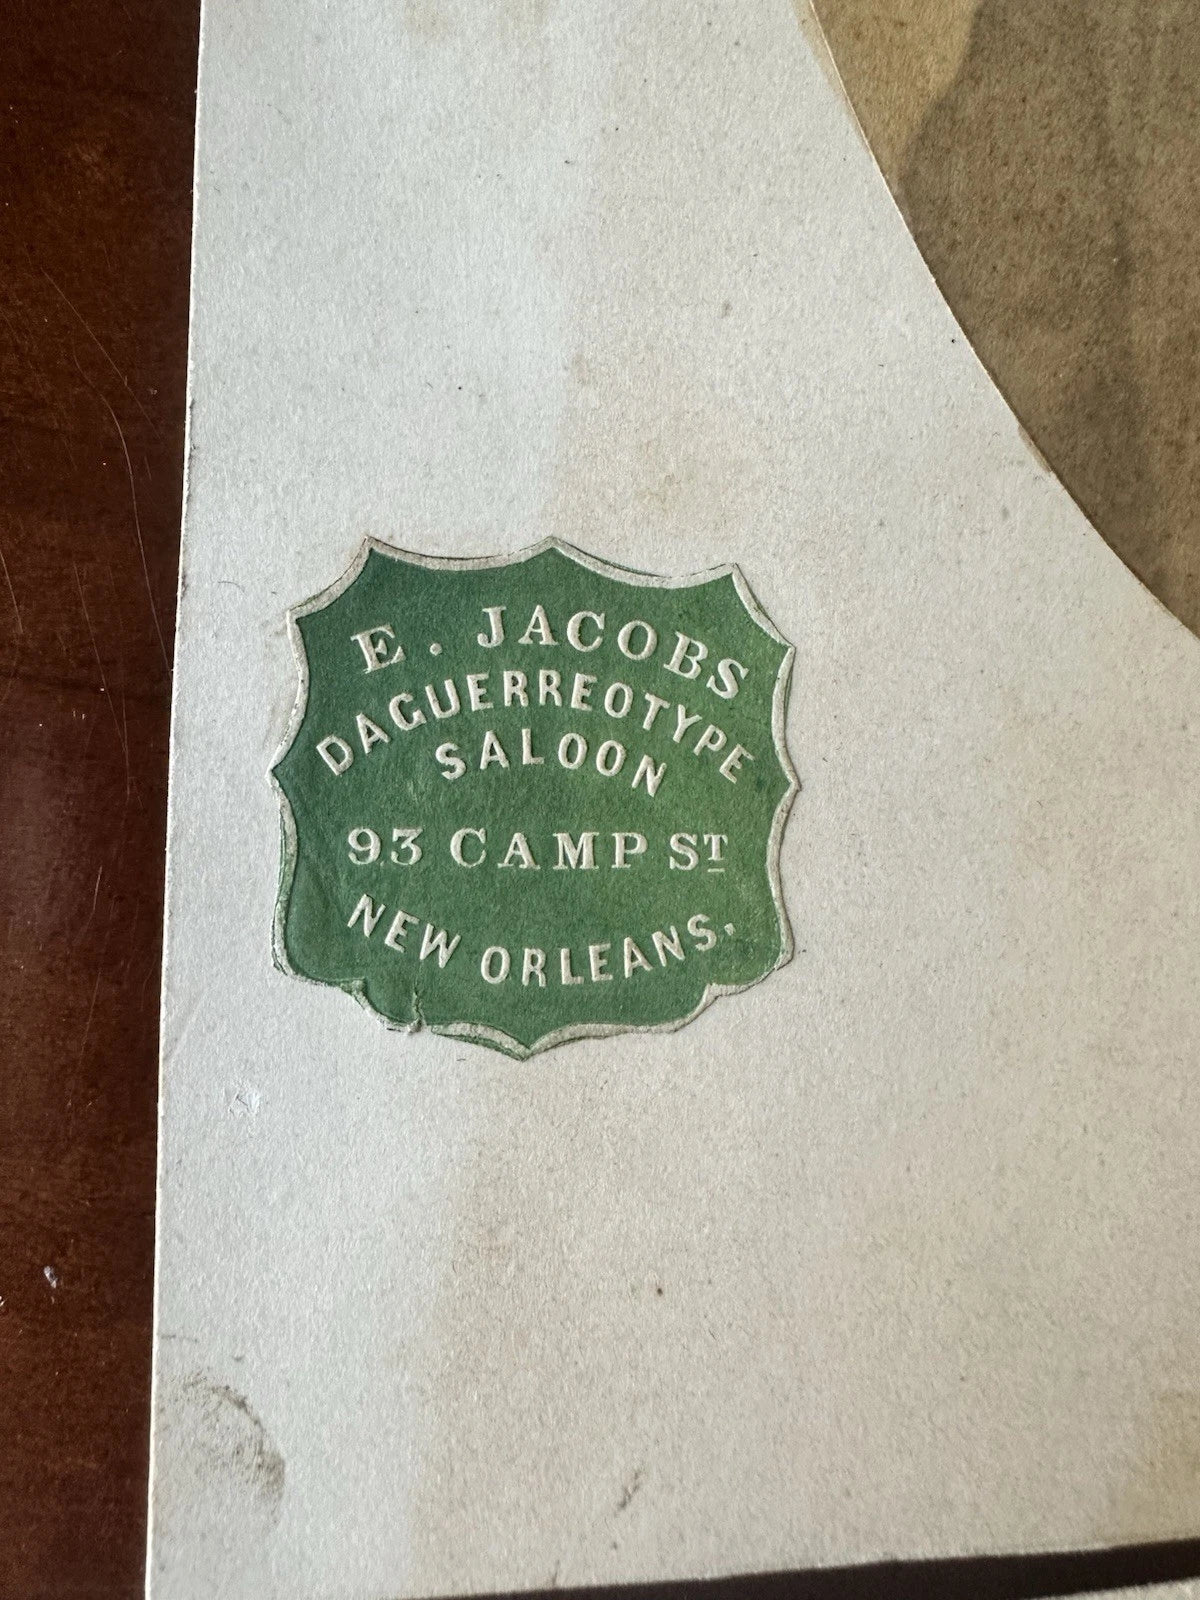 E. JACOBS
DAGUERREOTYPE
SALOON
93 CAMP ST
NEW ORLEANS.